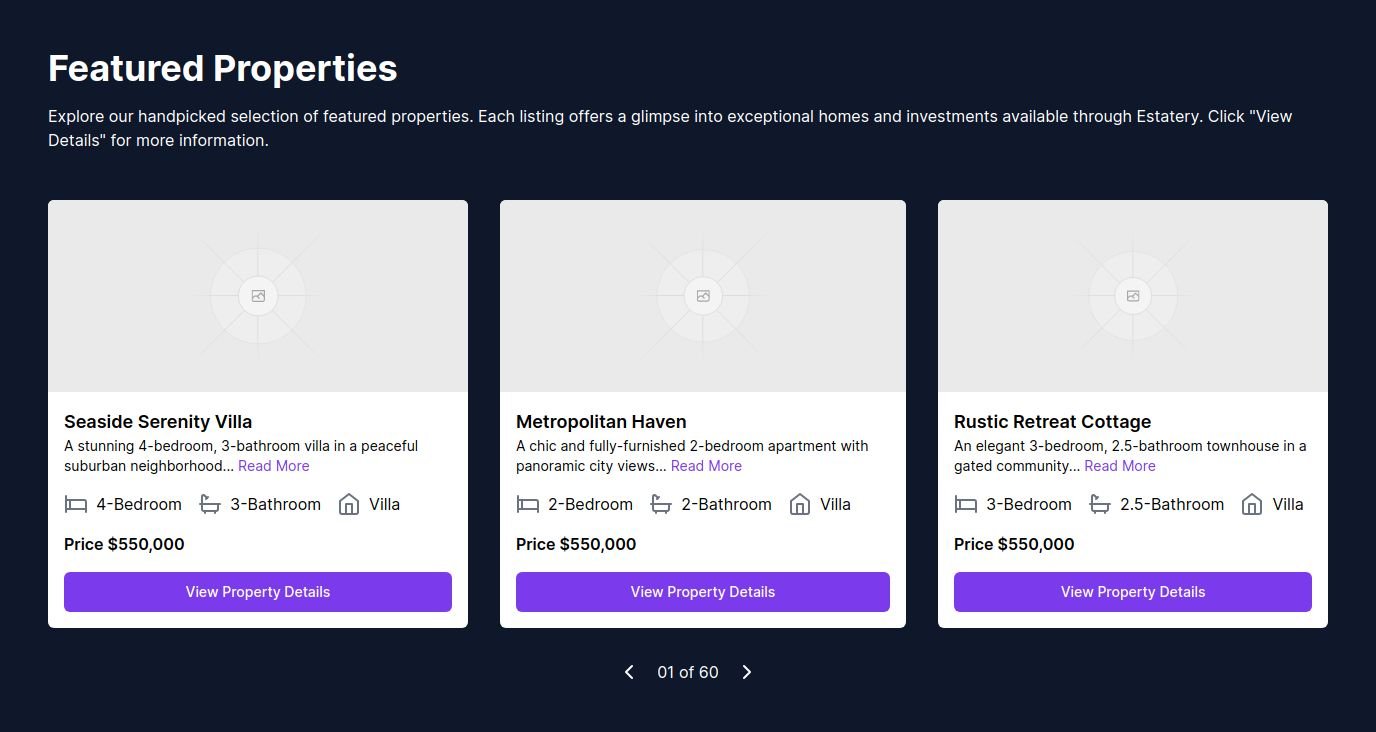 Featured Properties
Explore our handpicked selection of featured properties. Each listing offers a glimpse into exceptional homes and investments available through Estatery. Click "View
Details" for more information.
Seaside Serenity Villa
A stunning 4-bedroom, 3-bathroom villa in a peaceful
suburban neighborhood... Read More
4-Bedroom 3-Bathroom Villa
Price $550,000
View Property Details
Metropolitan Haven
A chic and fully-furnished 2-bedroom apartment with
panoramic city views... Read More
2-Bedroom 2-Bathroom Villa
Price $550,000
View Property Details
Rustic Retreat Cottage
An elegant 3-bedroom, 2.5-bathroom townhouse in a
gated community... Read More
3-Bedroom 2.5-Bathroom Villa
Price $550,000
View Property Details
01 of 60